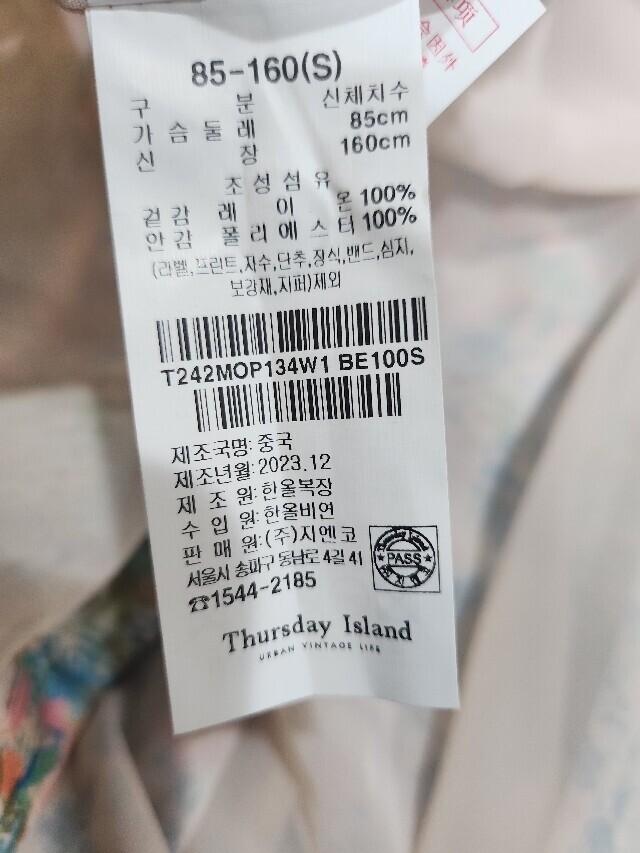 85-160(S)
구 분 신체치수
가 슴 둘 레 85cm
신 장 160cm
조 성 섬 유
겉 감 레 이 온 100%
안 감 폴 리 에 스 터 100%
(라벨,프린트,자수,단추,장식,밴드,심지,
보강재,지퍼)제외
T242MOP134W1 BE100S
제조국명:중국
제조년월:2023.12
제 조 원:한올복장
수 입 원:한올비연
판 매 원:(주)지엔코
서울시 송파구 동남로 4길 41
☎1544-2185
PASS
Thursday Island
URBAN VINTAGE LIFE